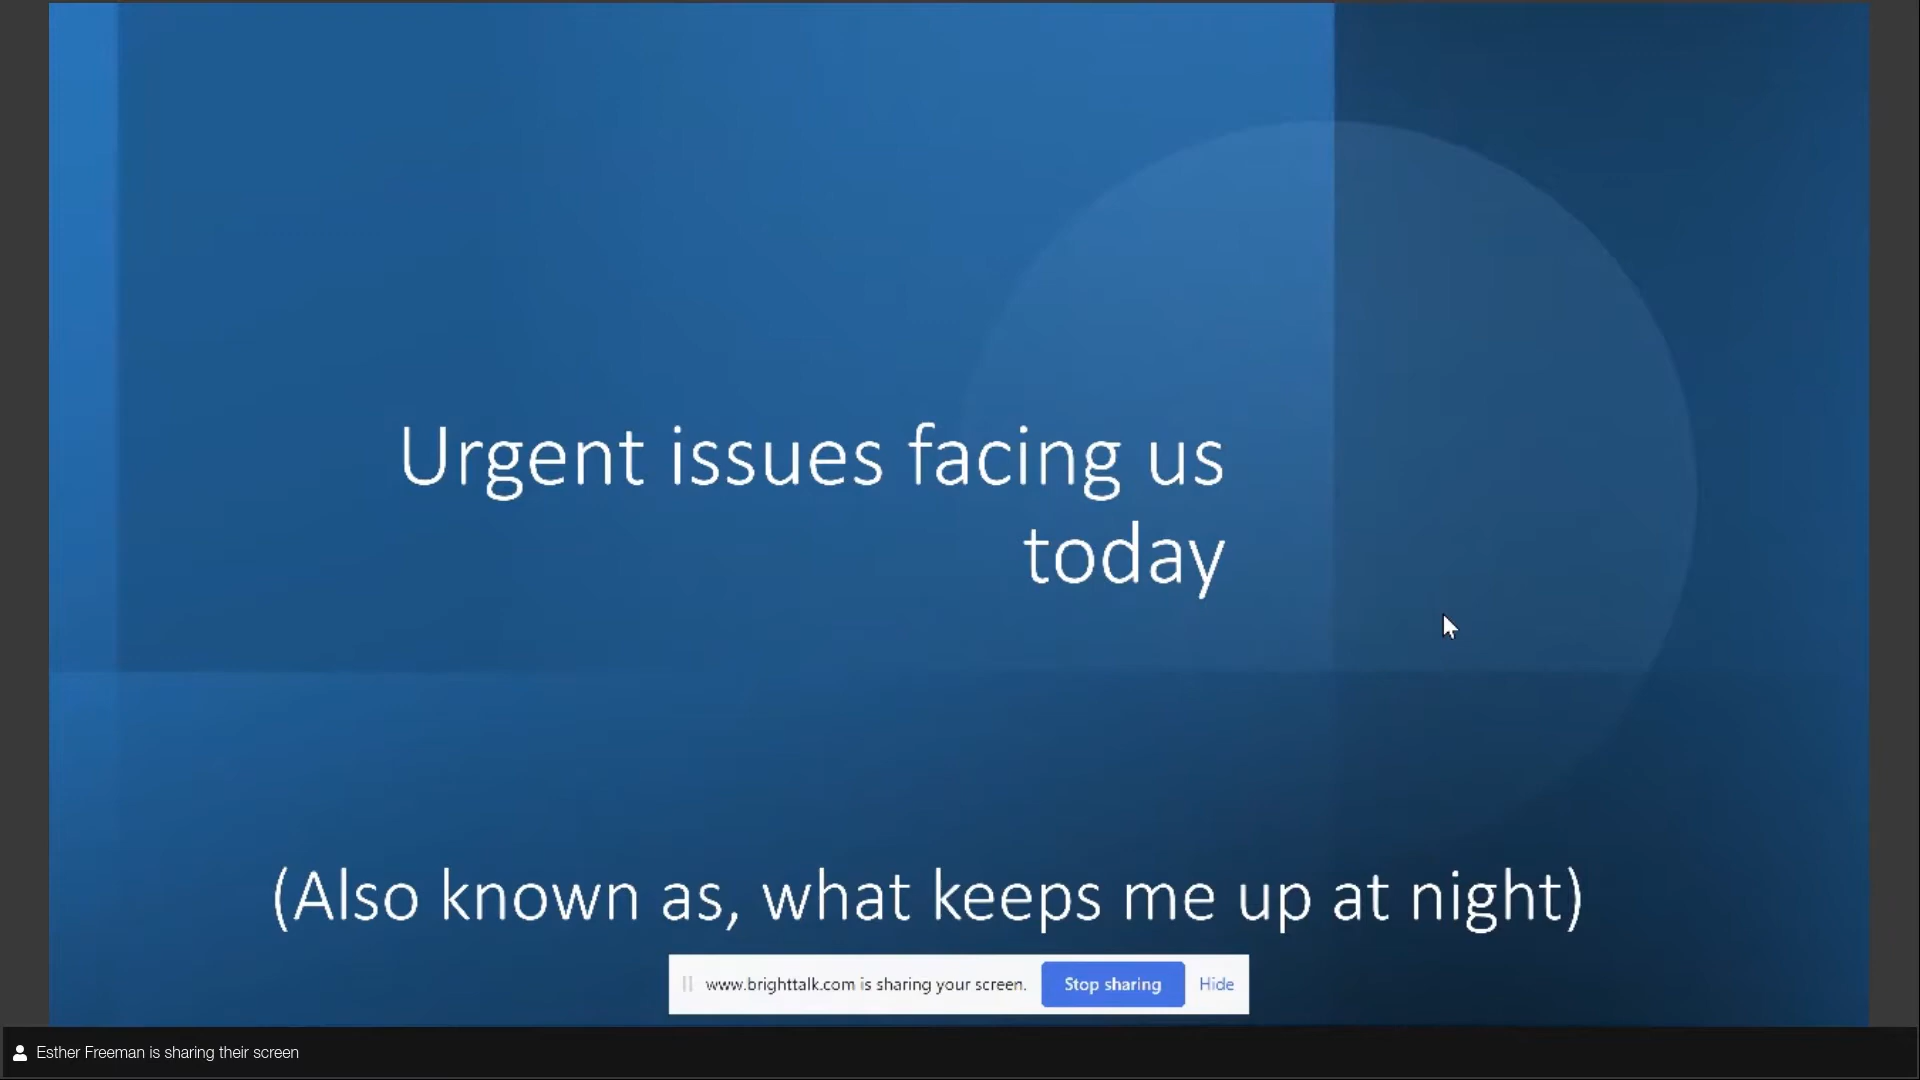 Urgent issues facing us
today
(Also known as, what keeps me up at night)
www.brighttalk.com is sharing your screen. Stop sharing Hide
Esther Freeman is sharing their screen